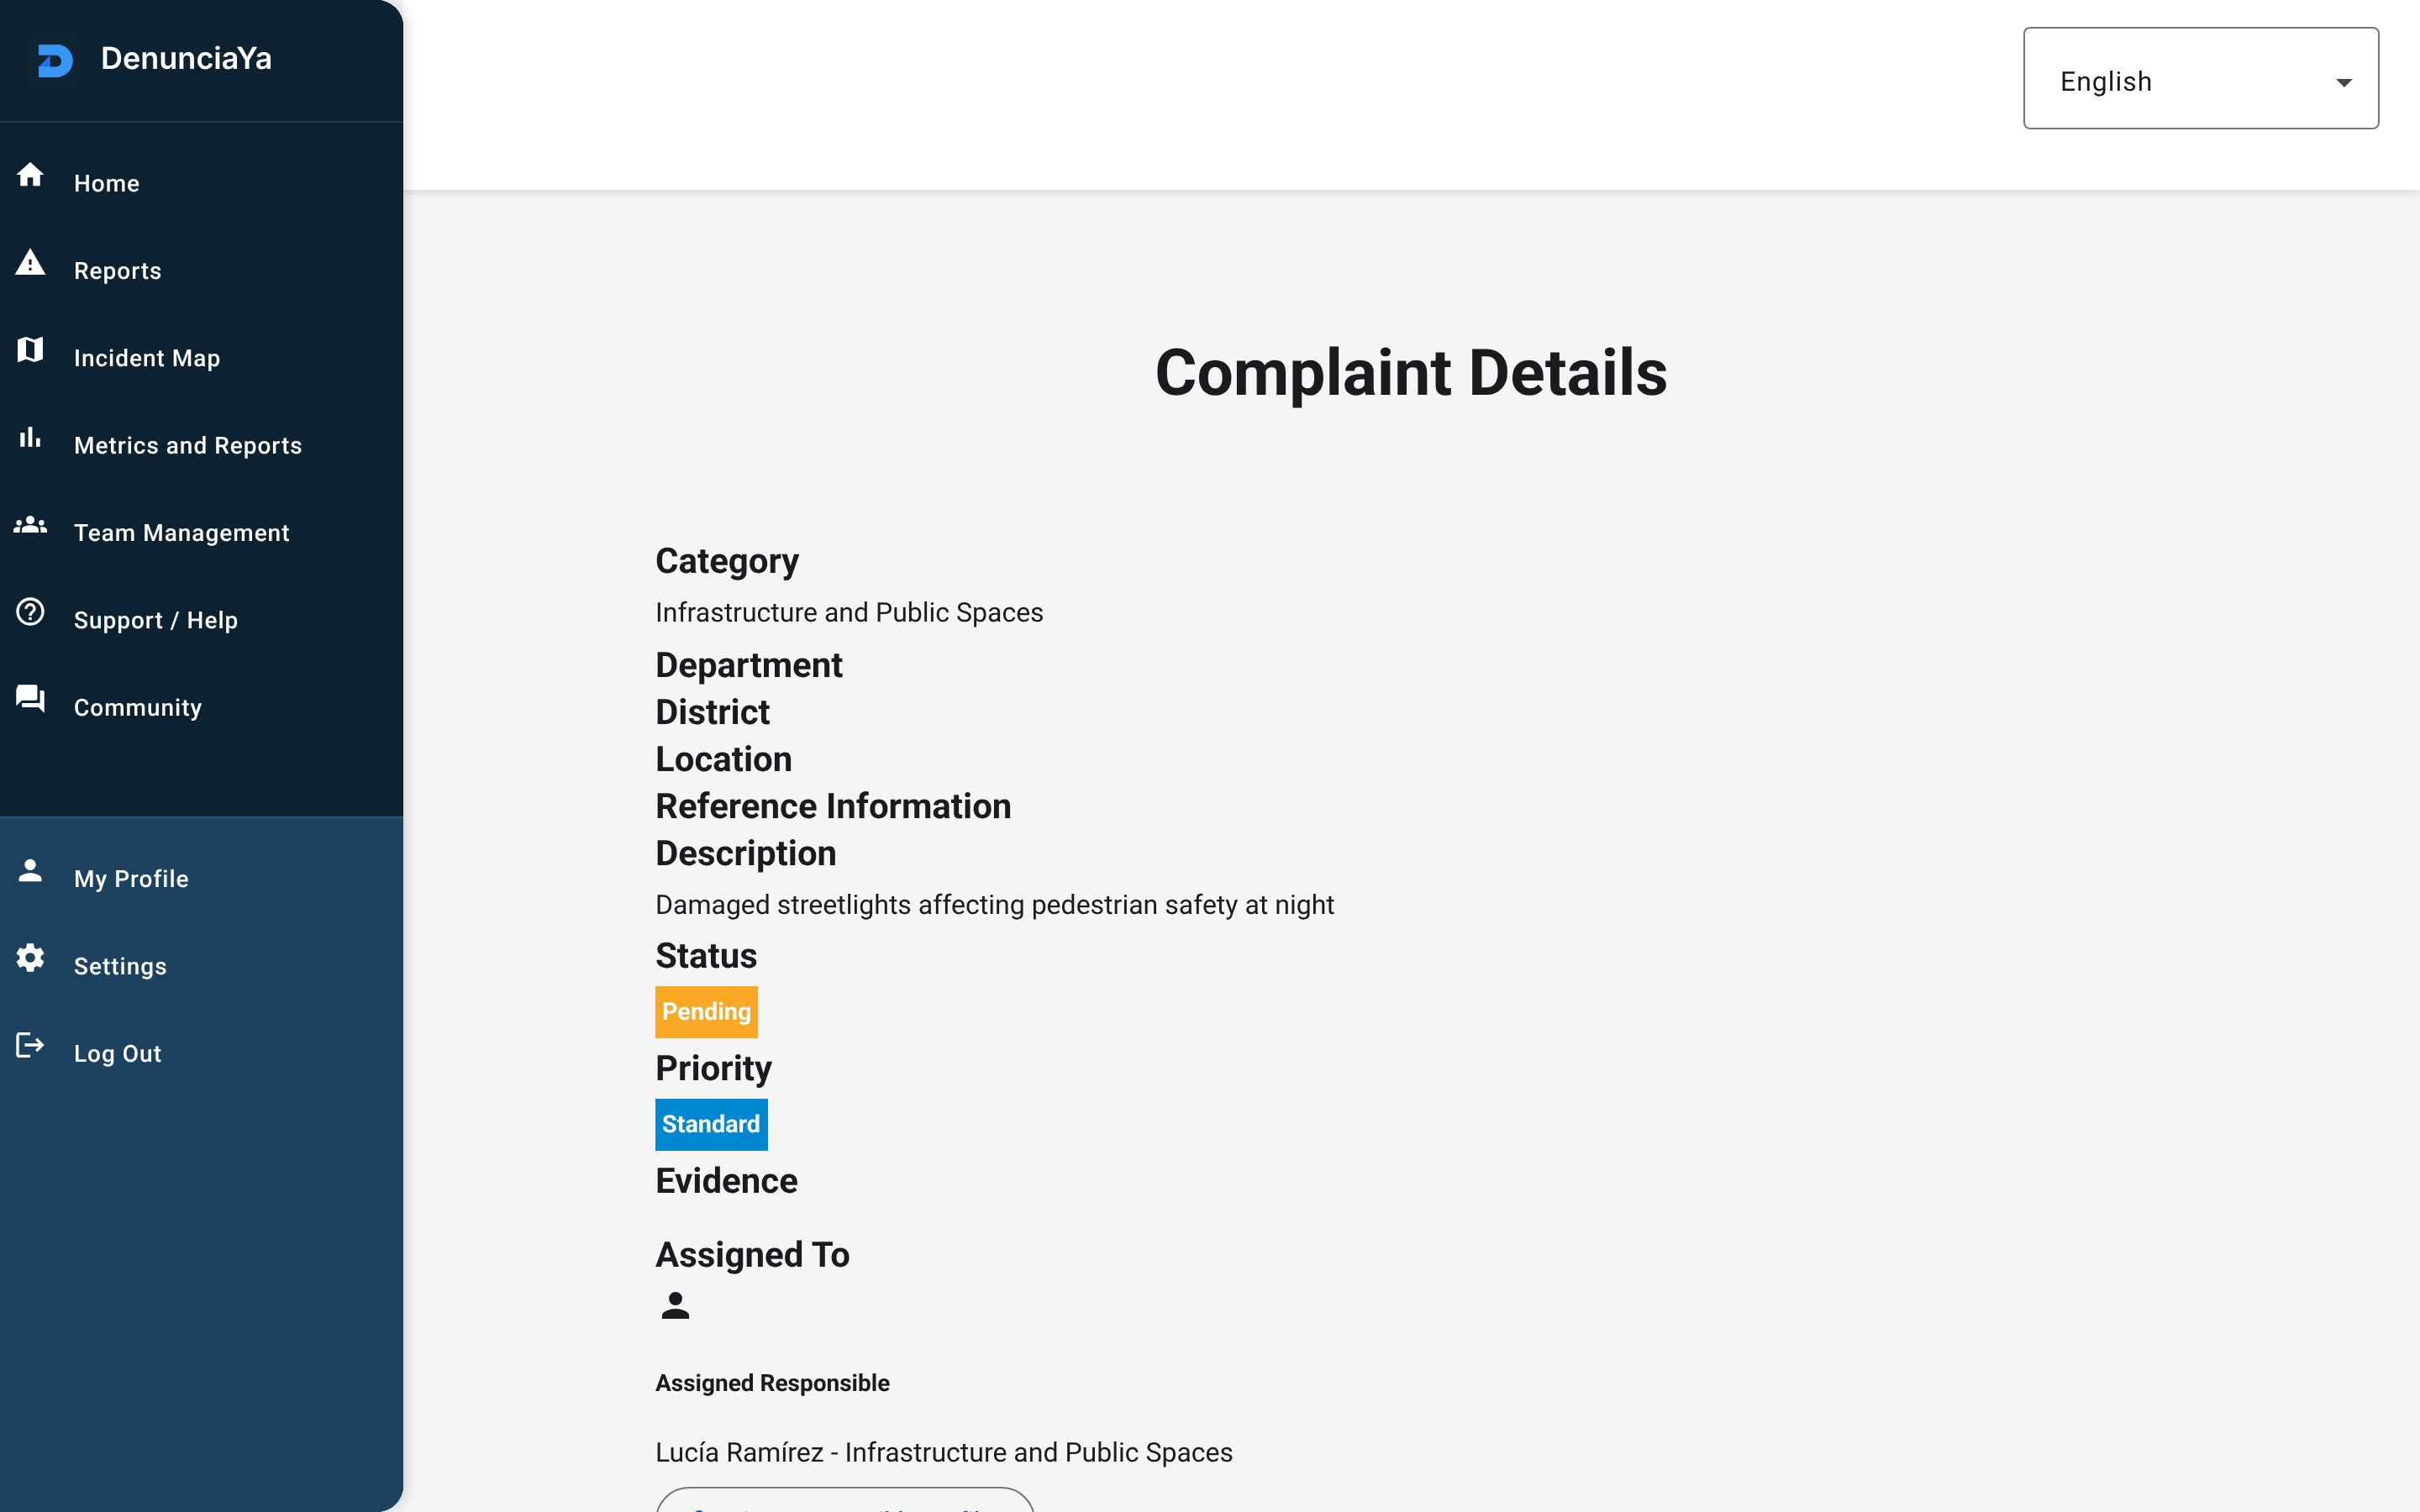 DenunciaYa
English
Home
Reports
Incident Map
Metrics and Reports
Team Management
Support / Help
Community
My Profile
Settings
Log Out
Complaint Details
Category
Infrastructure and Public Spaces
Department
District
Location
Reference Information
Description
Damaged streetlights affecting pedestrian safety at night
Status
Pending
Priority
Standard
Evidence
Assigned To
Assigned Responsible
Lucía Ramírez - Infrastructure and Public Spaces